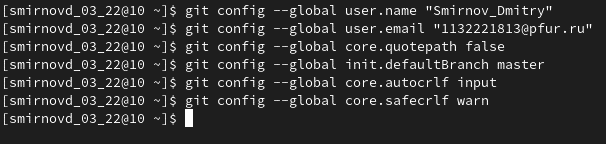 [smirnovd_03_22@10 ~]$ git config --global user.name "Smirnov_Dmitry"
[smirnovd_03_22@10 ~]$ git config --global user.email "1132221813@pfur.ru"
[smirnovd_03_22@10 ~]$ git config --global core.quotepath false
[smirnovd_03_22@10 ~]$ git config --global init.defaultBranch master
[smirnovd_03_22@10 ~]$ git config --global core.autocrlf input
[smirnovd_03_22@10 ~]$ git config --global core.safecrlf warn
[smirnovd_03_22@10 ~]$